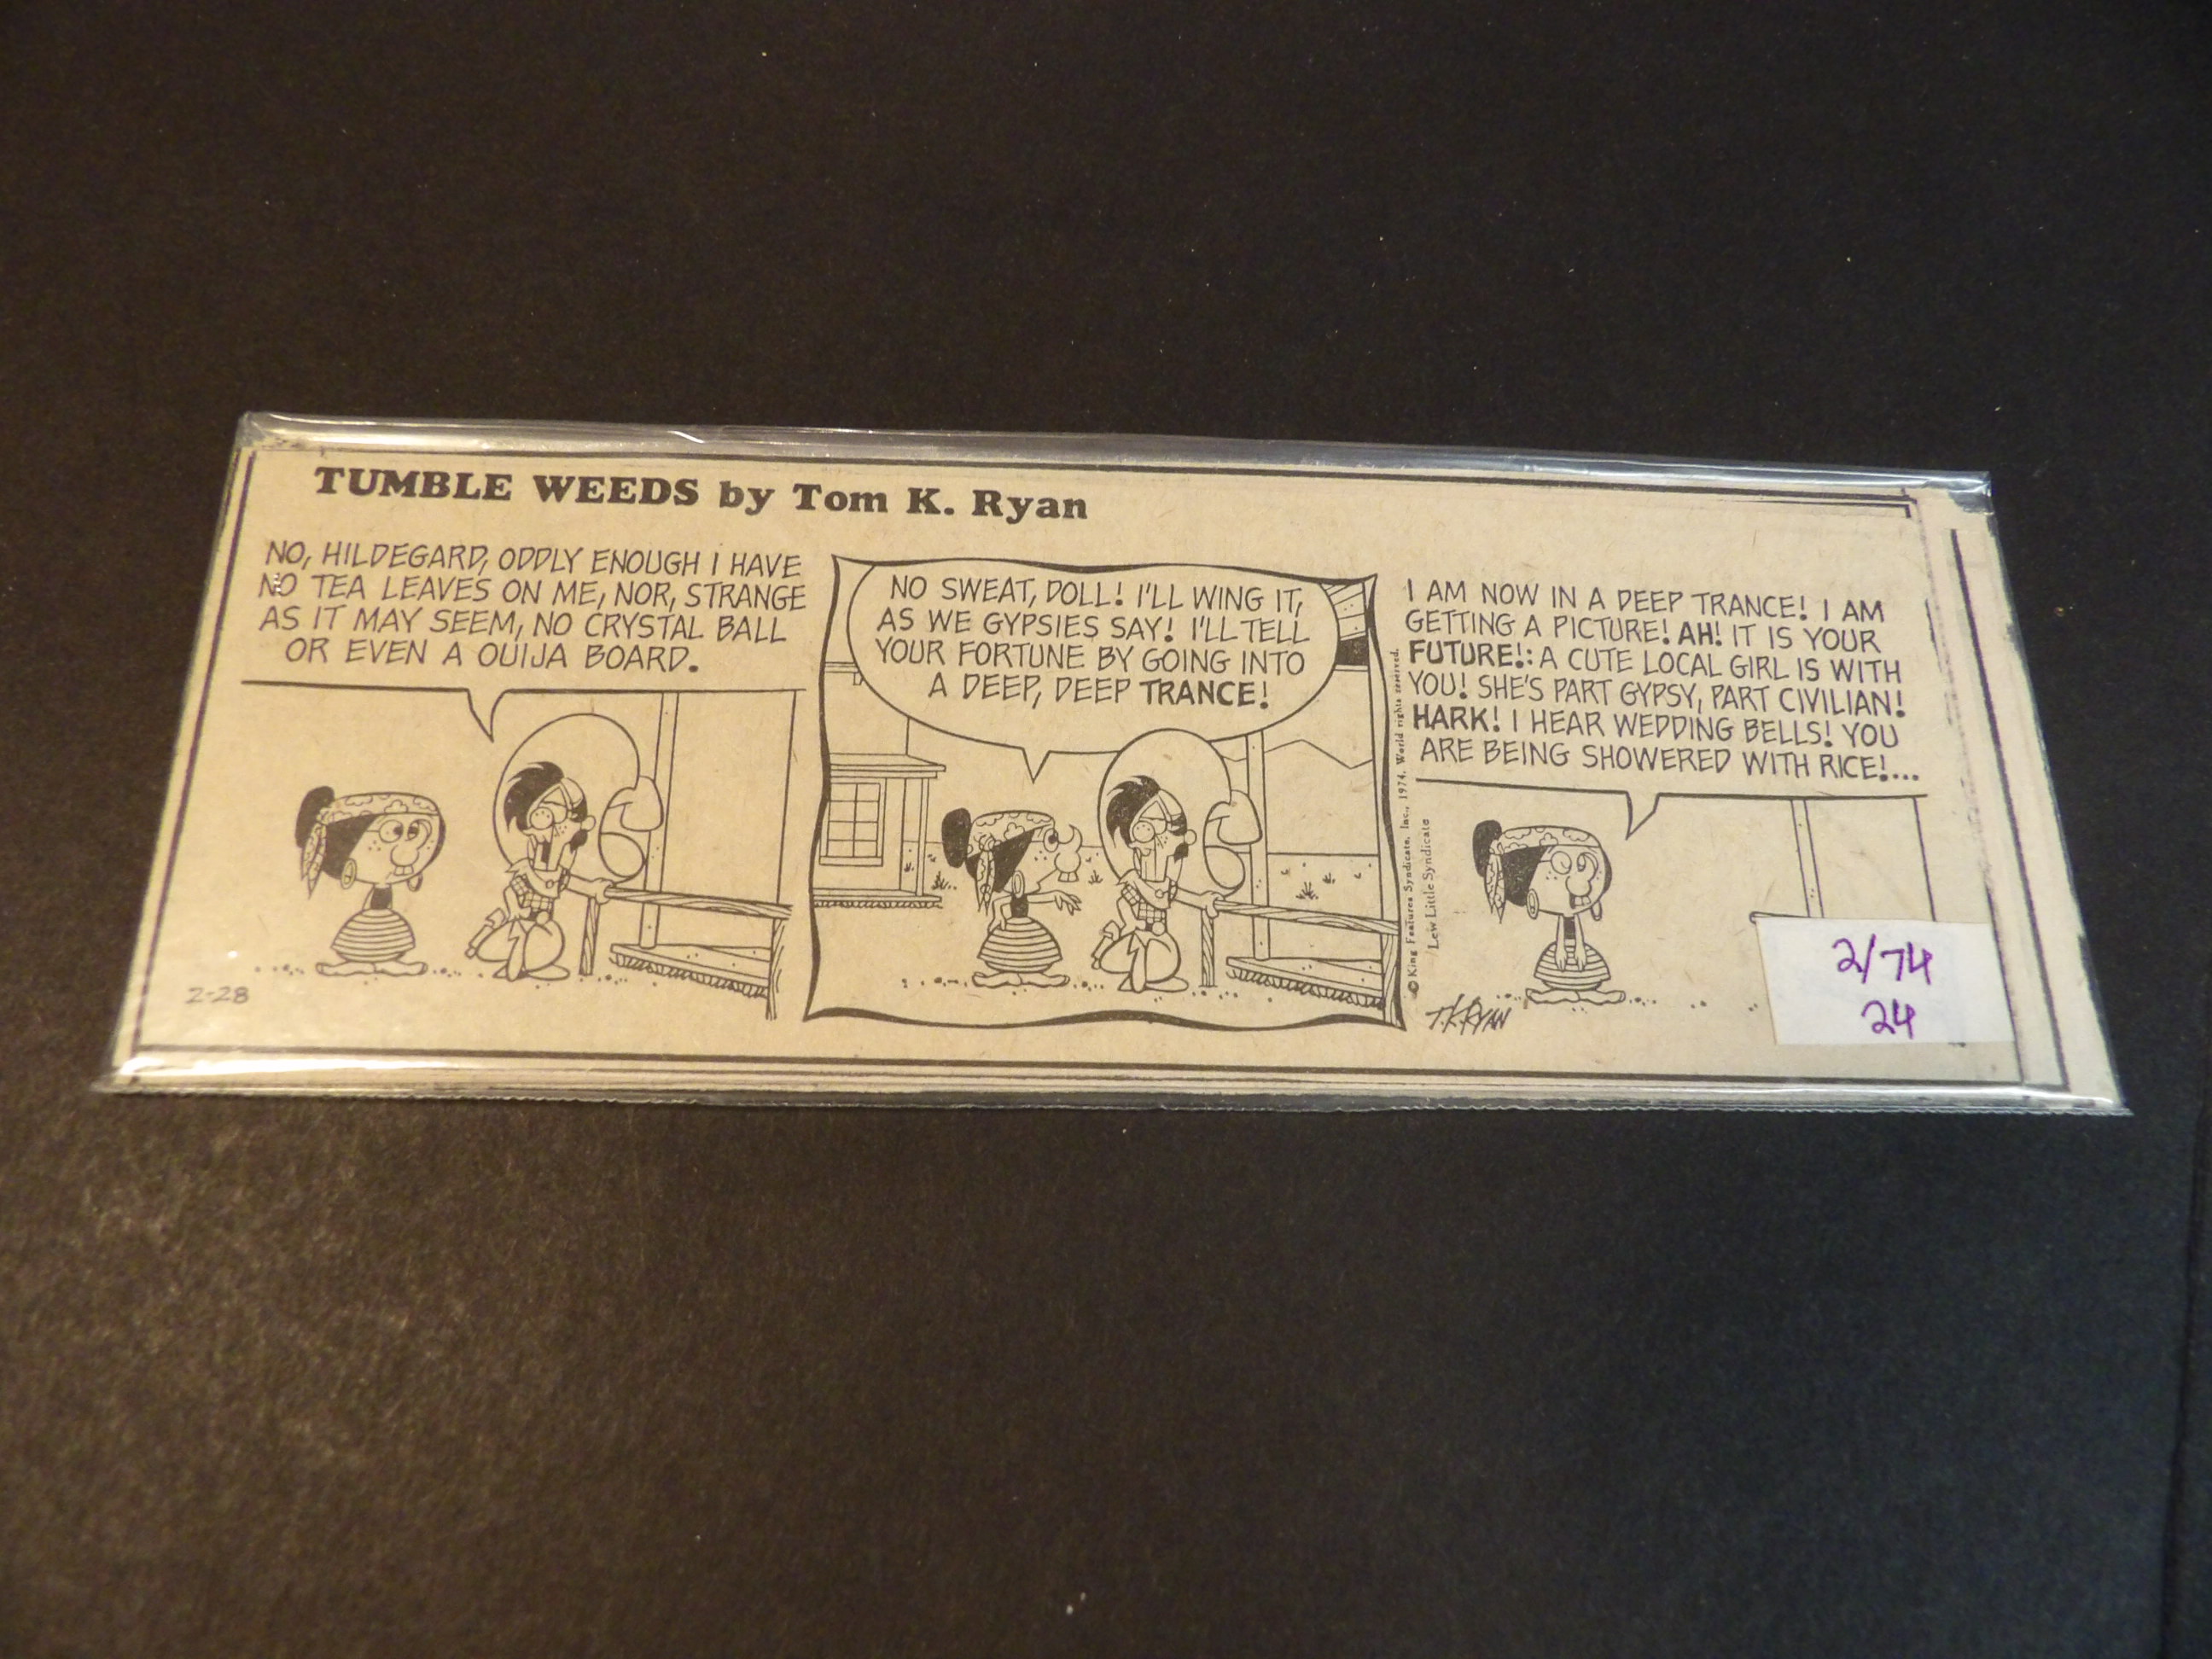 TUMBLE WEEDS by Tom K. Ryan
NO, HILDEGARD, ODDLY ENOUGH I HAVE
NO TEA LEAVES ON ME, NOR, STRANGE
AS IT MAY SEEM, NO CRYSTAL BALL
OR EVEN A OUIJA BOARD.
2-28
NO SWEAT, DOLL! I'LL WING IT,
AS WE GYPSIES SAY! I'LL TELL
YOUR FORTUNE BY GOING INTO
A DEEP, DEEP TRANCE!
© King Features Syndicate, Inc., 1974. World rights reserved.
Lew Little Syndicate
I AM NOW IN A DEEP TRANCE! I AM
GETTING A PICTURE! AH! IT IS YOUR
FUTURE!: A CUTE LOCAL GIRL IS WITH
YOU! SHE'S PART GYPSY, PART CIVILIAN!
HARK! I HEAR WEDDING BELLS! YOU
ARE BEING SHOWERED WITH RICE!...
T.K. RYAN
2/74
24